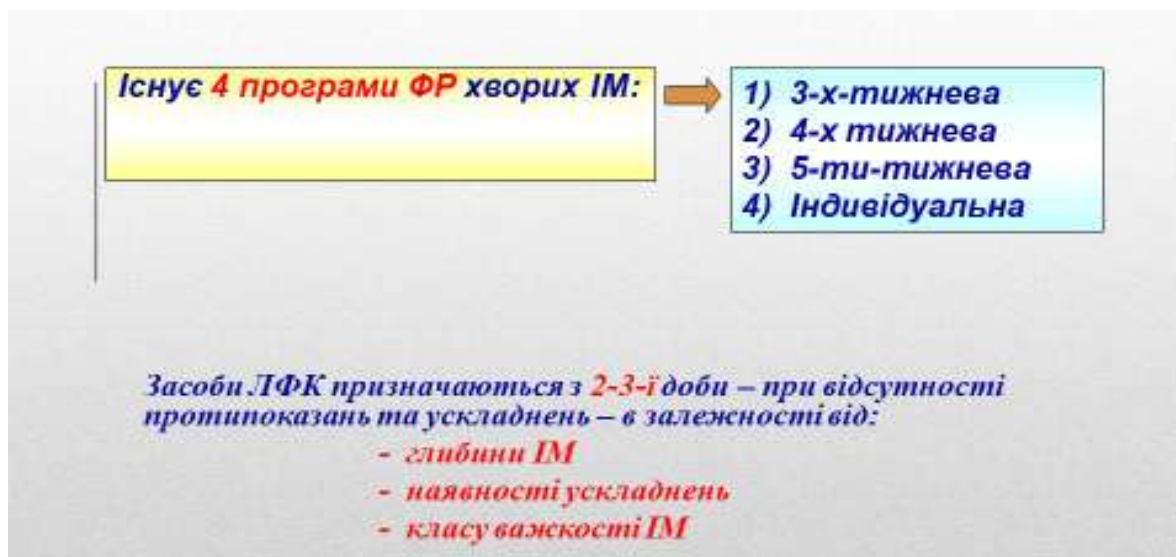 Існує 4 програми ФР хворих ІМ:
1) 3-х-тижнева
2) 4-х тижнева
3) 5-ти-тижнева
4) Індивідуальна
Засоби ЛФК призначаються з 2-3-ї доби – при відсутності
протипоказань та ускладнень – в залежності від:
- глибини ІМ
- наявності ускладнень
- класу важкості ІМ